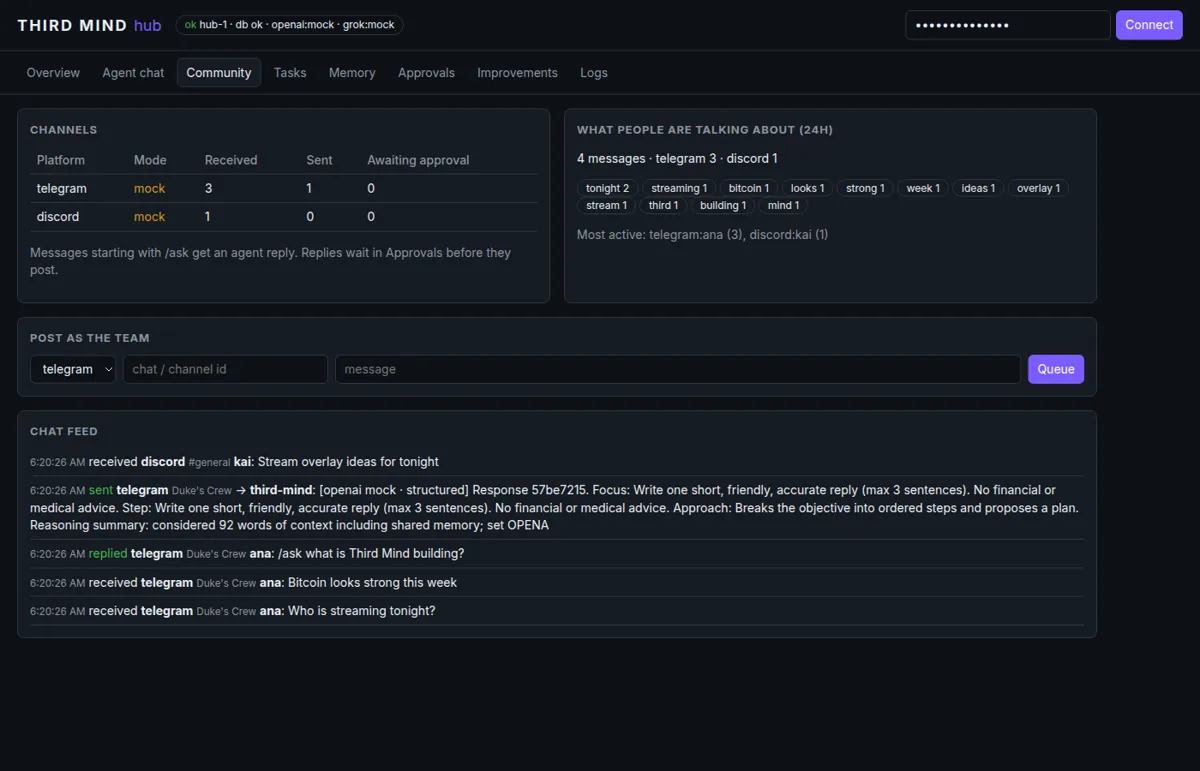 THIRD MIND hub
ok hub-1 · db ok · openai:mock · grok:mock
••••••••••••••
Connect
Overview Agent chat Community Tasks Memory Approvals Improvements Logs
CHANNELS
Platform Mode Received Sent Awaiting approval
telegram mock 3 1 0
discord mock 1 0 0
Messages starting with /ask get an agent reply. Replies wait in Approvals before they
post.
WHAT PEOPLE ARE TALKING ABOUT (24H)
4 messages · telegram 3 · discord 1
tonight 2 streaming 1 bitcoin 1 looks 1 strong 1 week 1 ideas 1 overlay 1
stream 1 third 1 building 1 mind 1
Most active: telegram:ana (3), discord:kai (1)
POST AS THE TEAM
telegram chat / channel id message Queue
CHAT FEED
6:20:26 AM received discord #general kai: Stream overlay ideas for tonight
6:20:26 AM sent telegram Duke's Crew → third-mind: [openai mock · structured] Response 57be7215. Focus: Write one short, friendly, accurate reply (max 3 sentences). No financial or
medical advice. Step: Write one short, friendly, accurate reply (max 3 sentences). No financial or medical advice. Approach: Breaks the objective into ordered steps and proposes a plan.
Reasoning summary: considered 92 words of context including shared memory; set OPENA
6:20:26 AM replied telegram Duke's Crew ana: /ask what is Third Mind building?
6:20:26 AM received telegram Duke's Crew ana: Bitcoin looks strong this week
6:20:26 AM received telegram Duke's Crew ana: Who is streaming tonight?